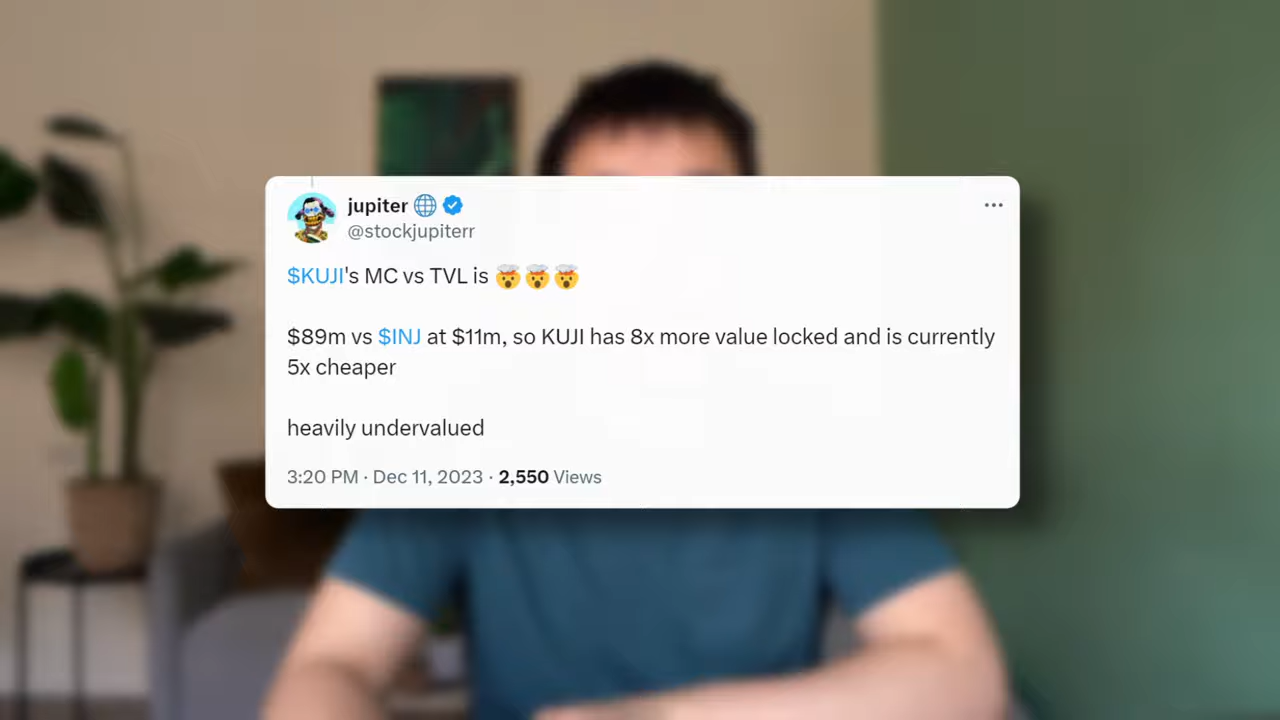 jupiter 🌐
@stockjupiterr
$KUJI's MC vs TVL is 🤯🤯🤯
$89m vs $INJ at $11m, so KUJI has 8x more value locked and is currently
5x cheaper
heavily undervalued
3:20 PM · Dec 11, 2023 · 2,550 Views